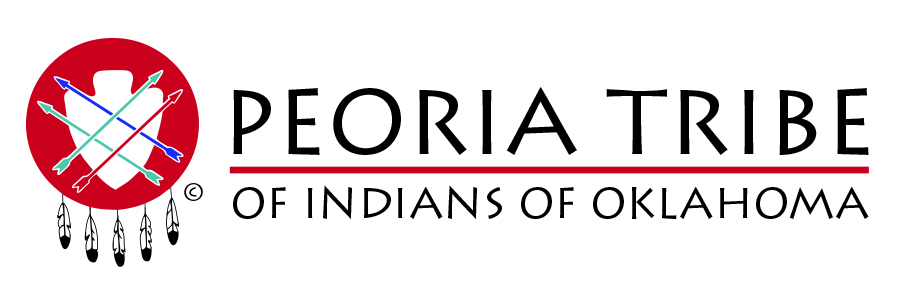 PEORIA TRIBE
OF INDIANS OF OKLAHOMA
©